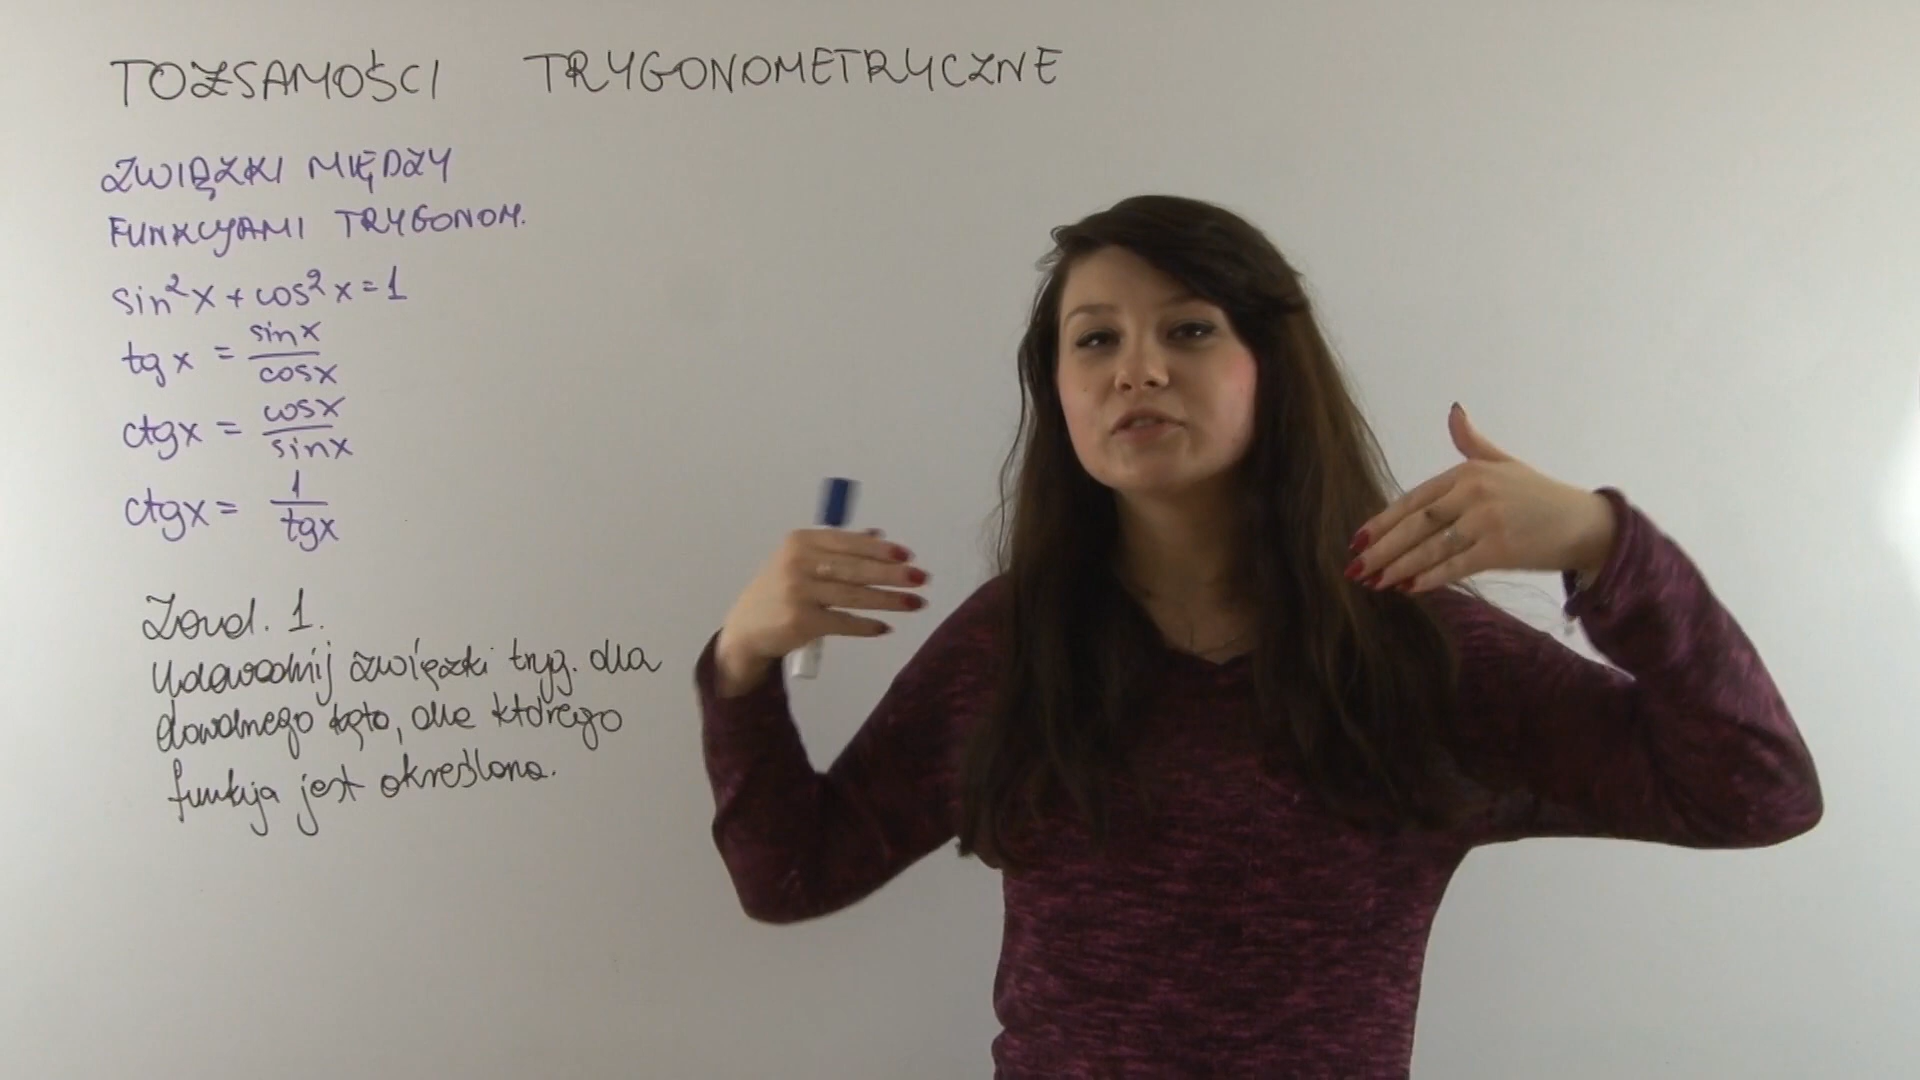 TOŻSAMOŚCI TRYGONOMETRYCZNE
ZWIĄZKI MIĘDZY
FUNKCJAMI TRYGONOM.
sin²x + cos²x = 1
tgx = sinx/cosx
ctgx = cosx/sinx
ctgx = 1/tgx
Zad. 1.
Udowodnij związki tryg. dla
dowolnego kąta, dla którego
funkcja jest określona.